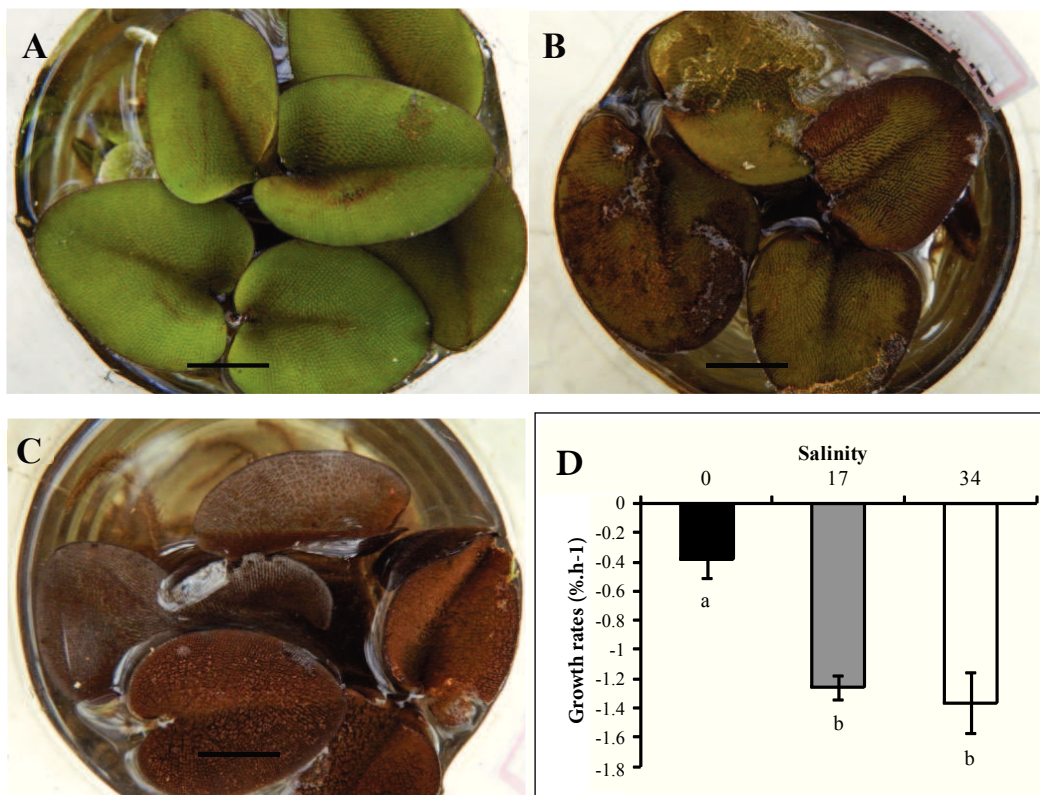 A
B
C
D
Salinity
0 17 34
Growth rates (%.h-1)
0
-0.2
-0.4
-0.6
-0.8
-1
-1.2
-1.4
-1.6
-1.8
a
b
b